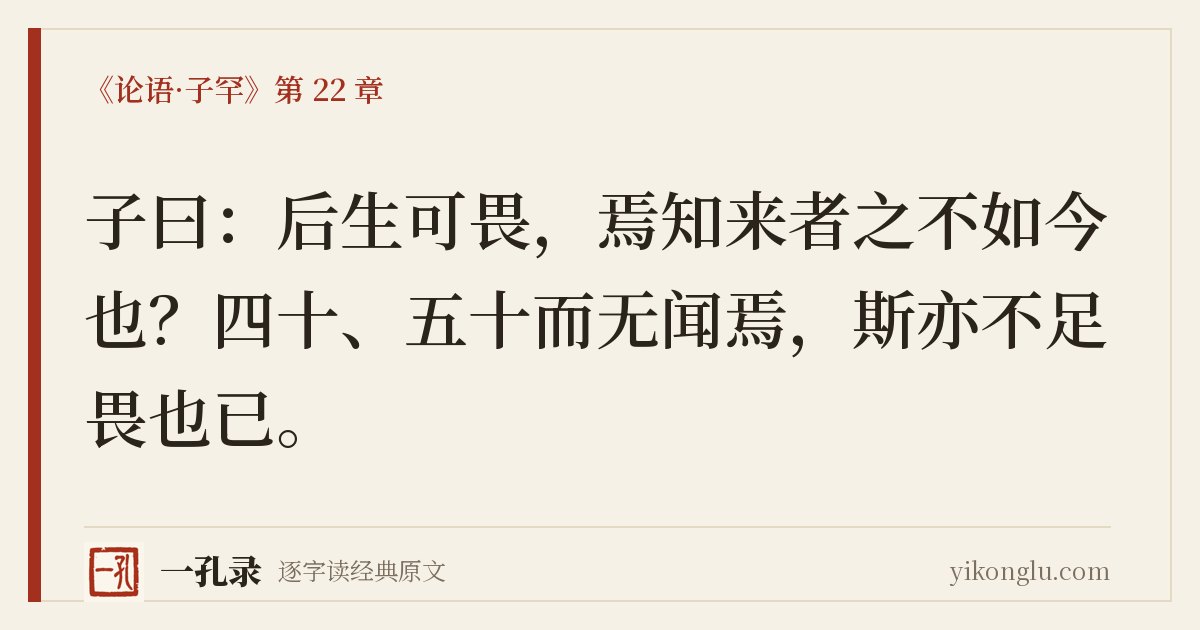 《论语·子罕》第 22 章
子曰：后生可畏，焉知来者之不如今
也？四十、五十而无闻焉，斯亦不足
畏也已。
一孔
一孔录 逐字读经典原文
yikonglu.com